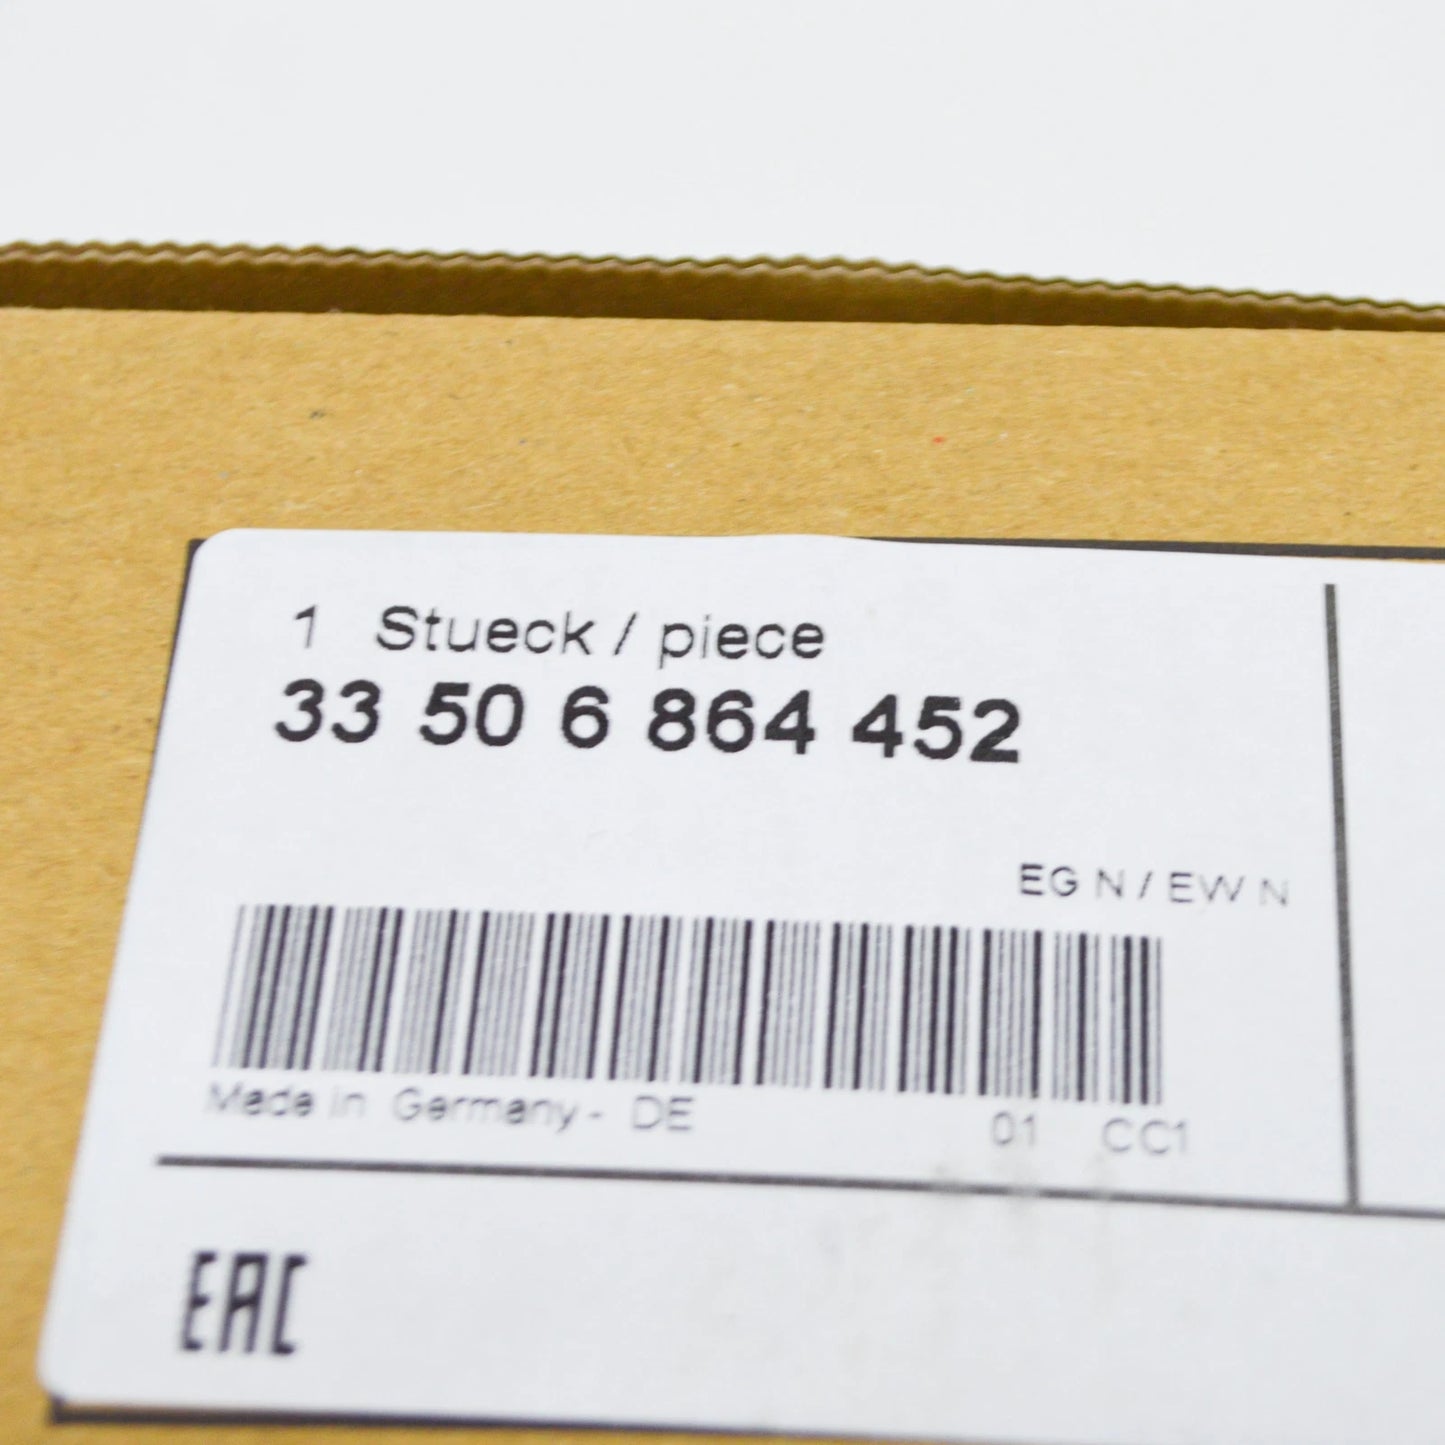 1 Stueck / piece
33 50 6 864 452
EG N / EW N
Made in Germany - DE 01 CC1
EAC